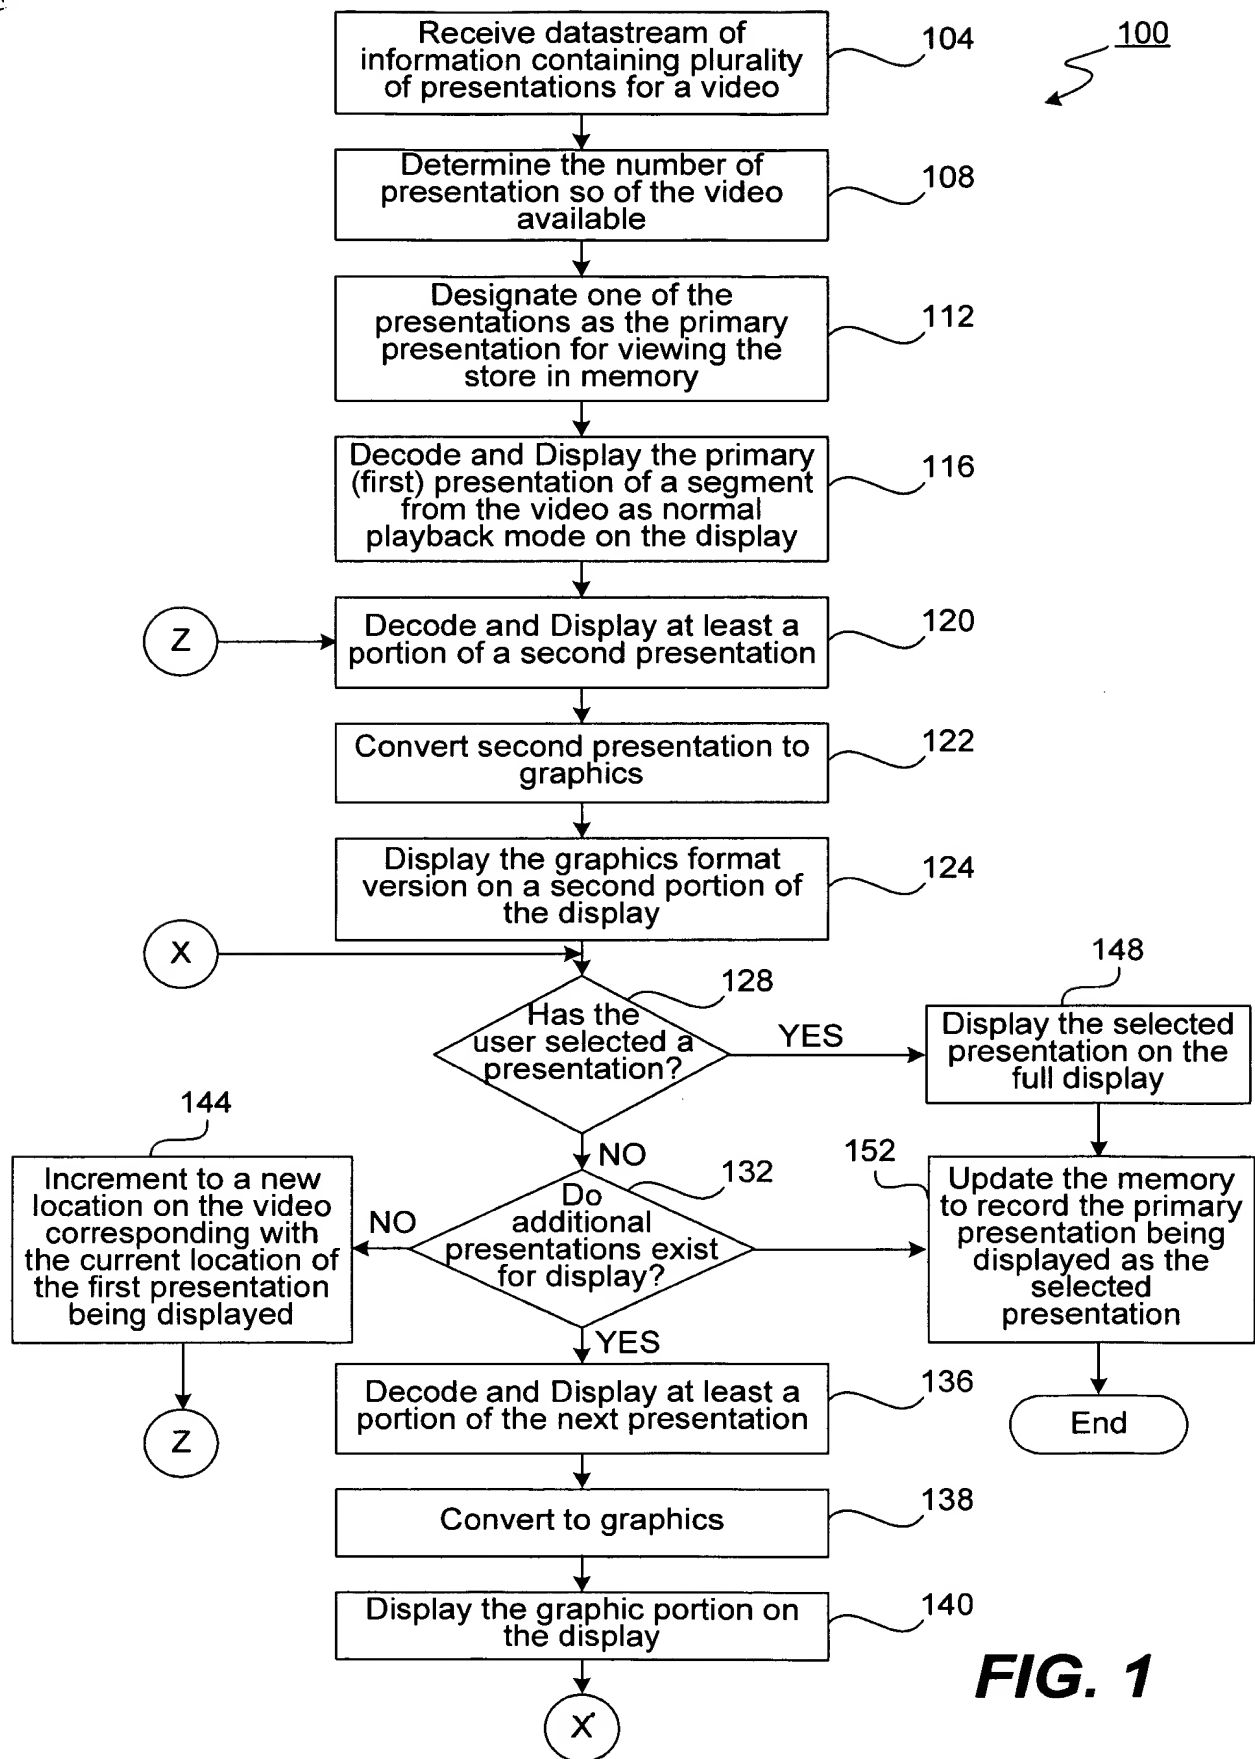 Receive datastream of
information containing plurality
of presentations for a video
104
100
Determine the number of
presentation so of the video
available
108
Designate one of the
presentations as the primary
presentation for viewing the
store in memory
112
Decode and Display the primary
(first) presentation of a segment
from the video as normal
playback mode on the display
116
Z
Decode and Display at least a
portion of a second presentation
120
Convert second presentation to
graphics
122
Display the graphics format
version on a second portion of
the display
124
X
Has the
user selected a
presentation?
128
YES
148
Display the selected
presentation on the
full display
NO
144
Increment to a new
location on the video
corresponding with
the current location of
the first presentation
being displayed
NO
Do
additional
presentations exist
for display?
132
152
Update the memory
to record the primary
presentation being
displayed as the
selected
presentation
YES
Z
Decode and Display at least a
portion of the next presentation
136
End
Convert to graphics
138
Display the graphic portion on
the display
140
X
FIG. 1